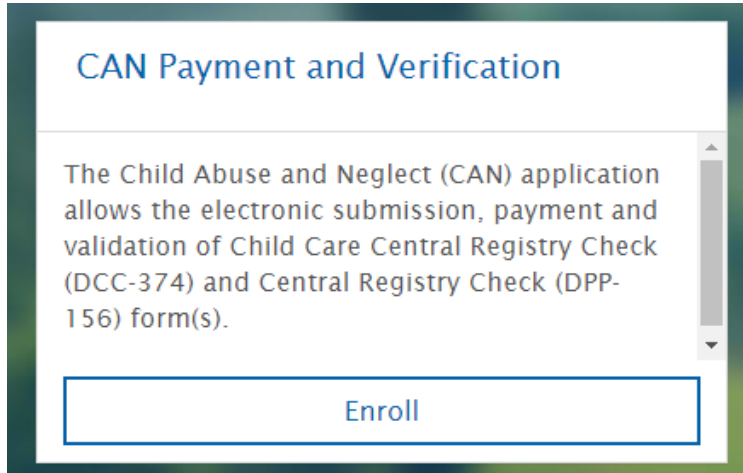 CAN Payment and Verification
The Child Abuse and Neglect (CAN) application
allows the electronic submission, payment and
validation of Child Care Central Registry Check
(DCC-374) and Central Registry Check (DPP-
156) form(s).
Enroll